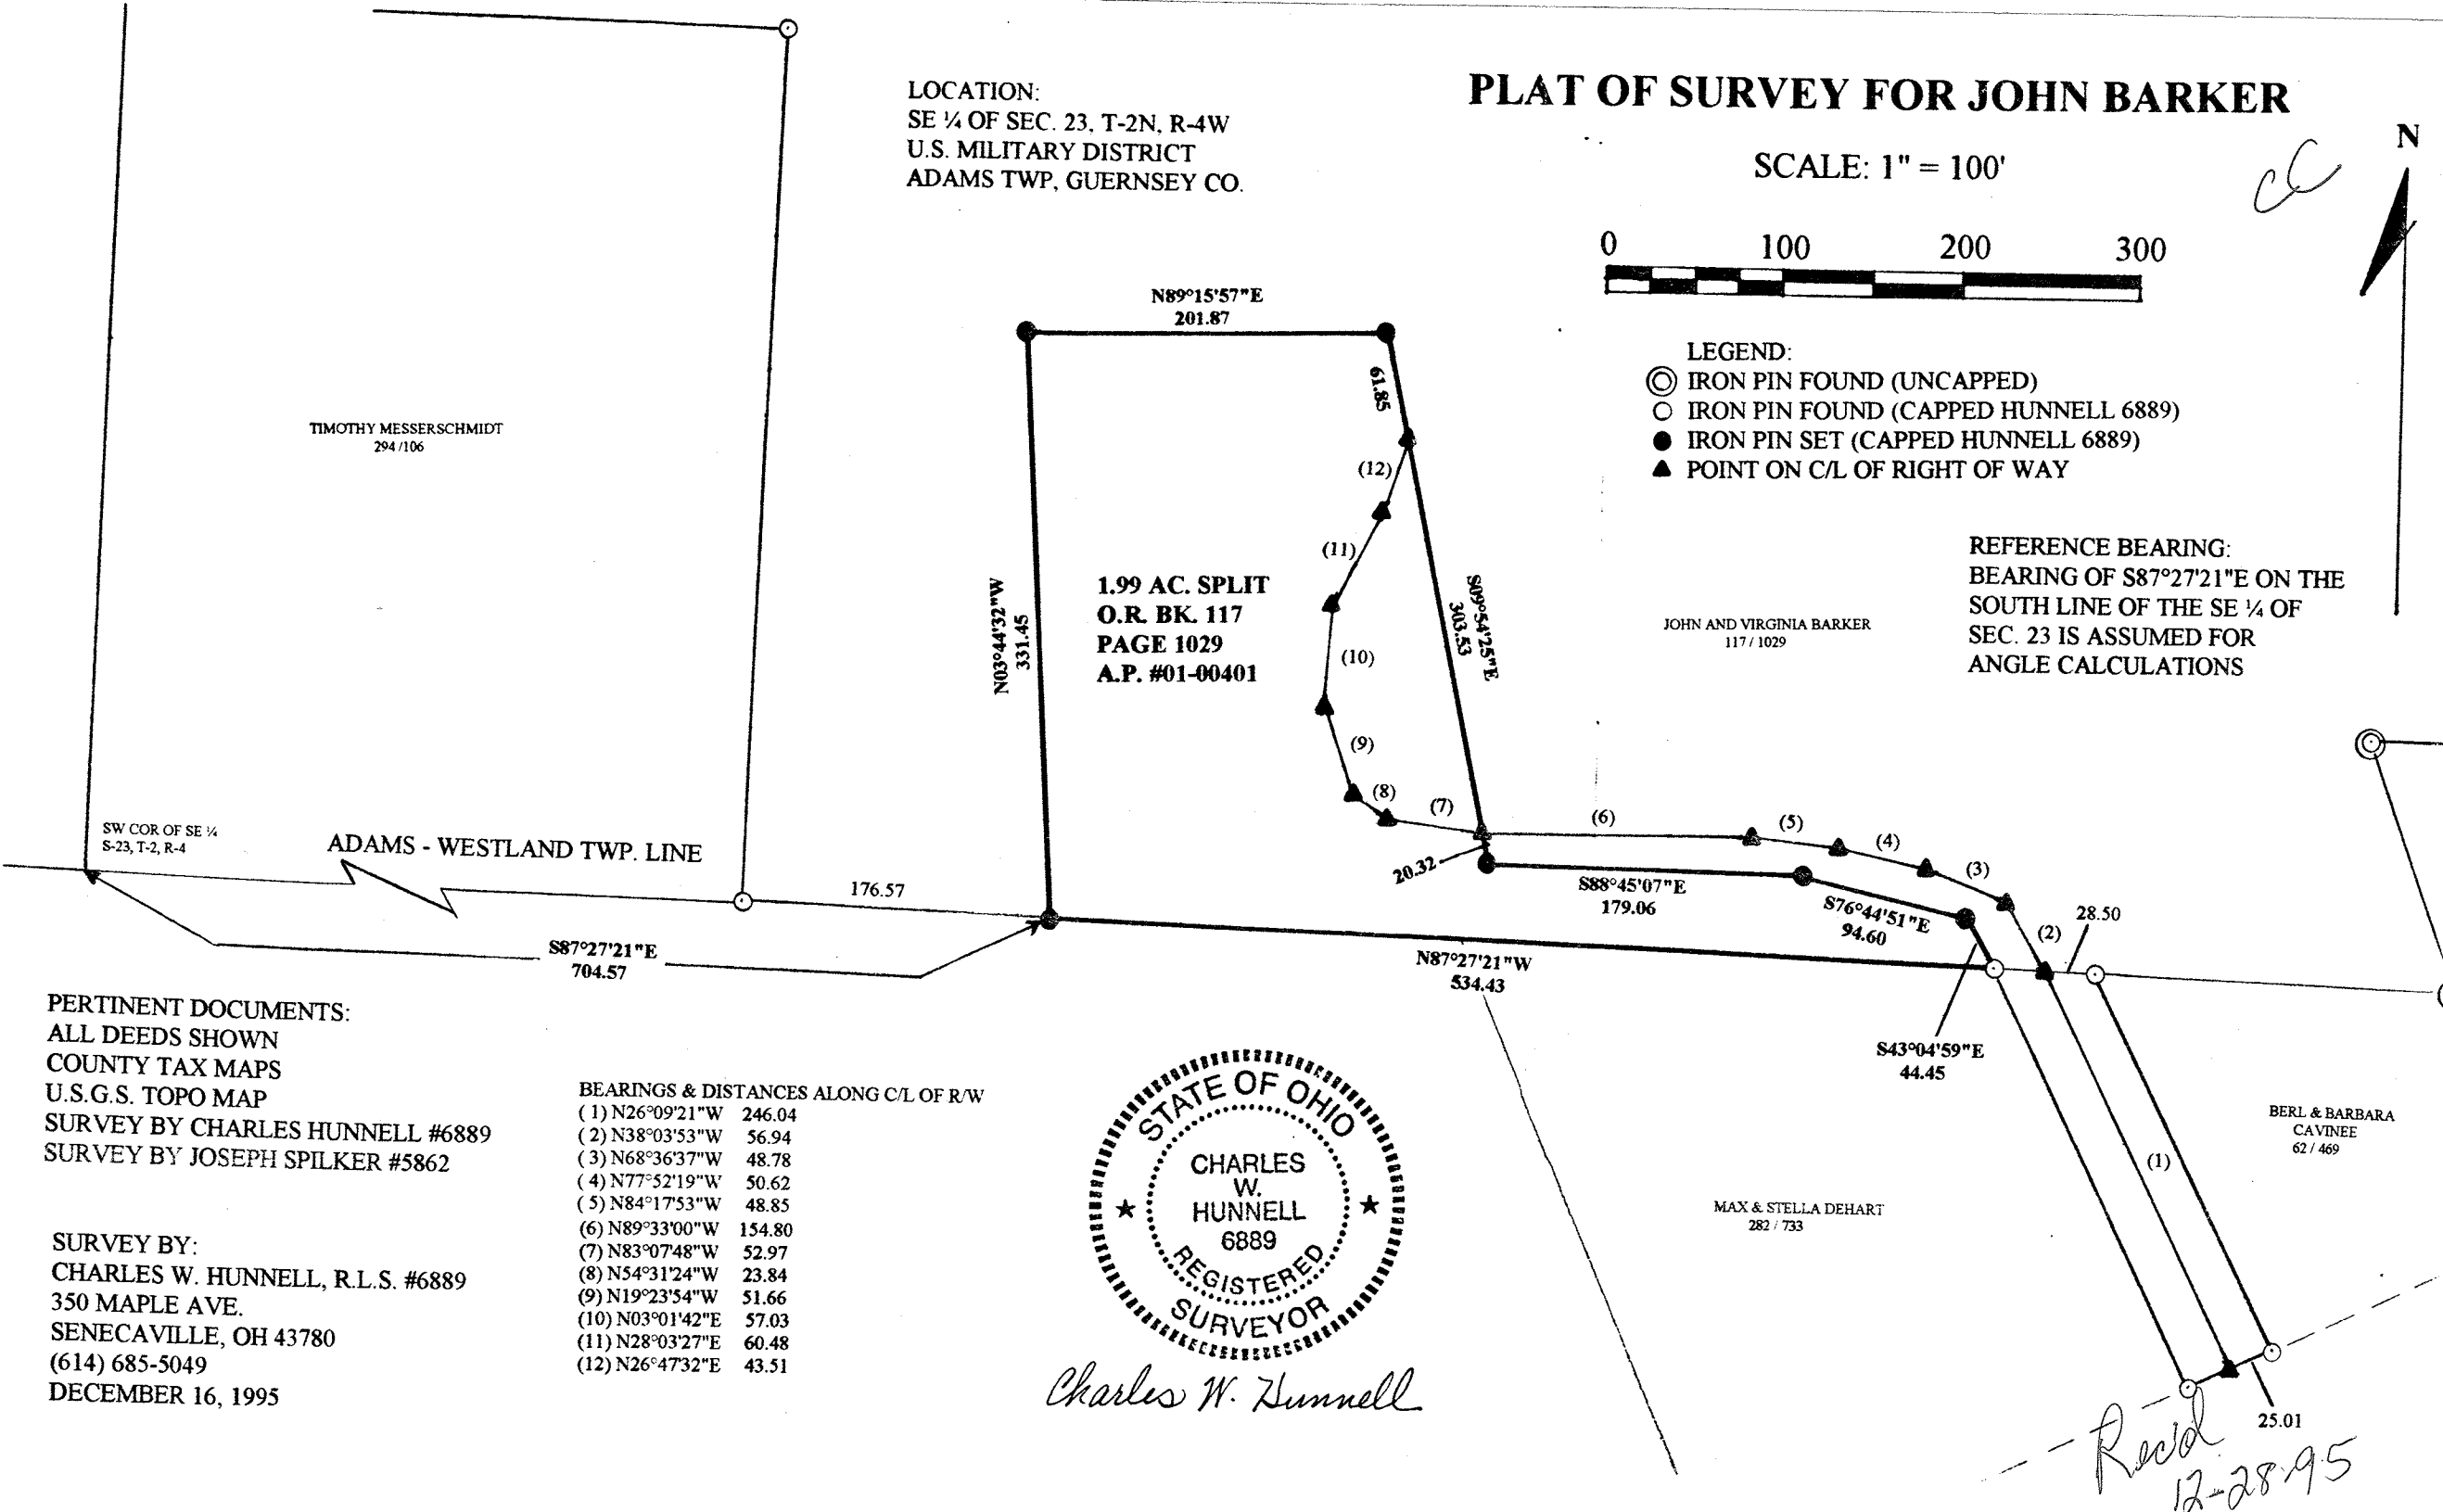 PLAT OF SURVEY FOR JOHN BARKER
SCALE: 1" = 100'
CC
N
0 100 200 300
LOCATION:
SE ¼ OF SEC. 23, T-2N, R-4W
U.S. MILITARY DISTRICT
ADAMS TWP, GUERNSEY CO.
LEGEND:
IRON PIN FOUND (UNCAPPED)
IRON PIN FOUND (CAPPED HUNNELL 6889)
IRON PIN SET (CAPPED HUNNELL 6889)
POINT ON C/L OF RIGHT OF WAY
REFERENCE BEARING:
BEARING OF S87°27'21"E ON THE
SOUTH LINE OF THE SE ¼ OF
SEC. 23 IS ASSUMED FOR
ANGLE CALCULATIONS
N89°15'57"E
201.87
61.85
(12)
(11)
(10)
(9)
(8)
(7)
(6)
(5)
(4)
(3)
(2)
(1)
TIMOTHY MESSERSCHMIDT
294 /106
N03°44'32"W
331.45
1.99 AC. SPLIT
O.R. BK. 117
PAGE 1029
A.P. #01-00401
S09°54'25"E
303.53
JOHN AND VIRGINIA BARKER
117 / 1029
SW COR OF SE ¼
S-23, T-2, R-4
ADAMS - WESTLAND TWP. LINE
176.57
20.32
S88°45'07"E
179.06
S76°44'51"E
94.60
28.50
S87°27'21"E
704.57
N87°27'21"W
534.43
S43°04'59"E
44.45
PERTINENT DOCUMENTS:
ALL DEEDS SHOWN
COUNTY TAX MAPS
U.S.G.S. TOPO MAP
SURVEY BY CHARLES HUNNELL #6889
SURVEY BY JOSEPH SPILKER #5862
SURVEY BY:
CHARLES W. HUNNELL, R.L.S. #6889
350 MAPLE AVE.
SENECAVILLE, OH 43780
(614) 685-5049
DECEMBER 16, 1995
BEARINGS & DISTANCES ALONG C/L OF R/W
( 1) N26°09'21"W 246.04
( 2) N38°03'53"W 56.94
( 3) N68°36'37"W 48.78
( 4) N77°52'19"W 50.62
( 5) N84°17'53"W 48.85
(6) N89°33'00"W 154.80
(7) N83°07'48"W 52.97
(8) N54°31'24"W 23.84
(9) N19°23'54"W 51.66
(10) N03°01'42"E 57.03
(11) N28°03'27"E 60.48
(12) N26°47'32"E 43.51
STATE OF OHIO
CHARLES
W.
HUNNELL
6889
REGISTERED
SURVEYOR
Charles W. Hunnell
MAX & STELLA DEHART
282 / 733
BERL & BARBARA
CAVINEE
62 / 469
25.01
Rec'd
12-28-95